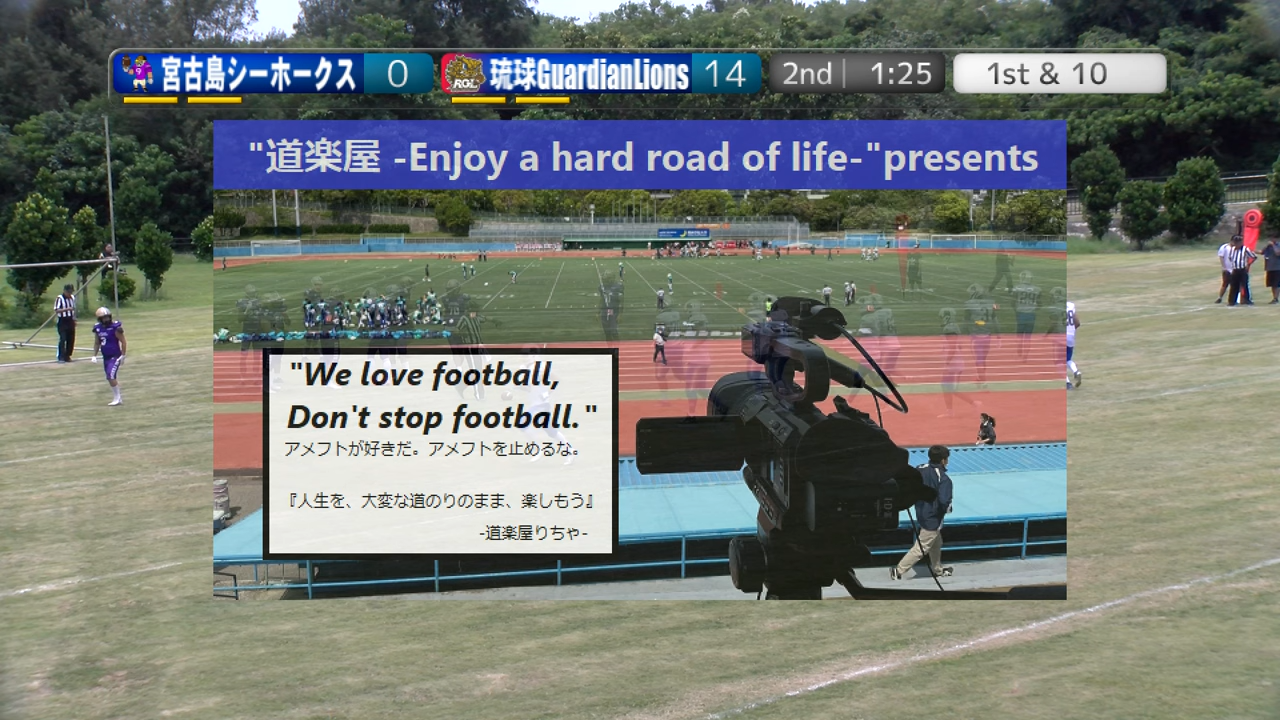 宮古島シーホークス 0 RGL 琉球GuardianLions 14 2nd 1:25 1st & 10
"道楽屋 -Enjoy a hard road of life-"presents
"We love football,
Don't stop football."
アメフトが好きだ。アメフトを止めるな。
『人生を、大変な道のりのまま、楽しもう』
-道楽屋りちゃ-